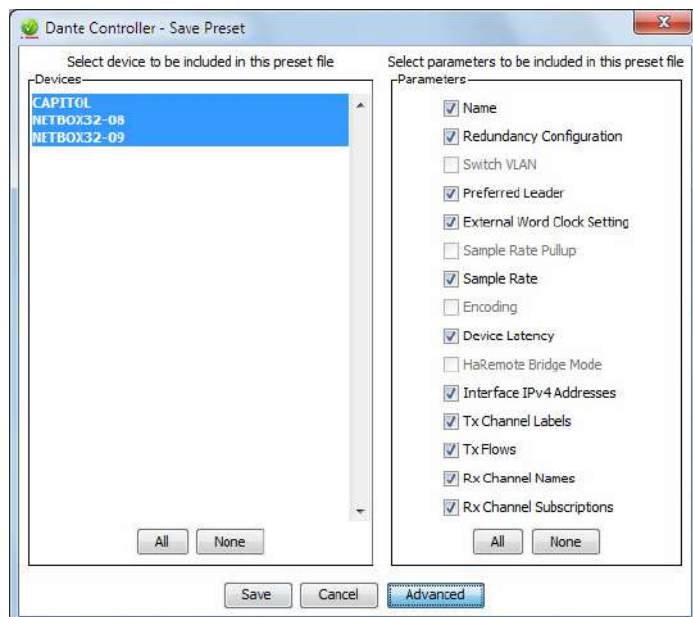 Dante Controller - Save Preset
X
Select device to be included in this preset file
Devices
CAPITOL
NETBOX32-08
NETBOX32-09
All
None
Select parameters to be included in this preset file
Parameters
Name
Redundancy Configuration
Switch VLAN
Preferred Leader
External Word Clock Setting
Sample Rate Pullup
Sample Rate
Encoding
Device Latency
HaRemote Bridge Mode
Interface IPv4 Addresses
Tx Channel Labels
Tx Flows
Rx Channel Names
Rx Channel Subscriptions
All
None
Save
Cancel
Advanced